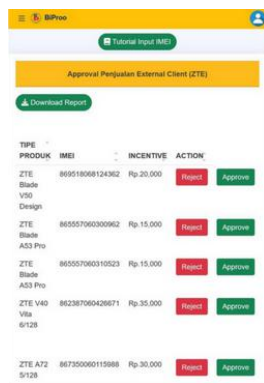 BiProo
Tutorial Input IMEI
Approval Penjualan External Client (ZTE)
Download Report
TIPE
PRODUK IMEI INCENTIVE ACTION
ZTE 869518068124362 Rp.20,000 Reject Approve
Blade
V50
Design
ZTE 865557060300962 Rp.15,000 Reject Approve
Blade
A53 Pro
ZTE 865557060310523 Rp.15,000 Reject Approve
Blade
A53 Pro
ZTE V40 862387060426671 Rp.35,000 Reject Approve
Vita
6/128
ZTE A72 867350060115988 Rp.30,000 Reject Approve
5/128